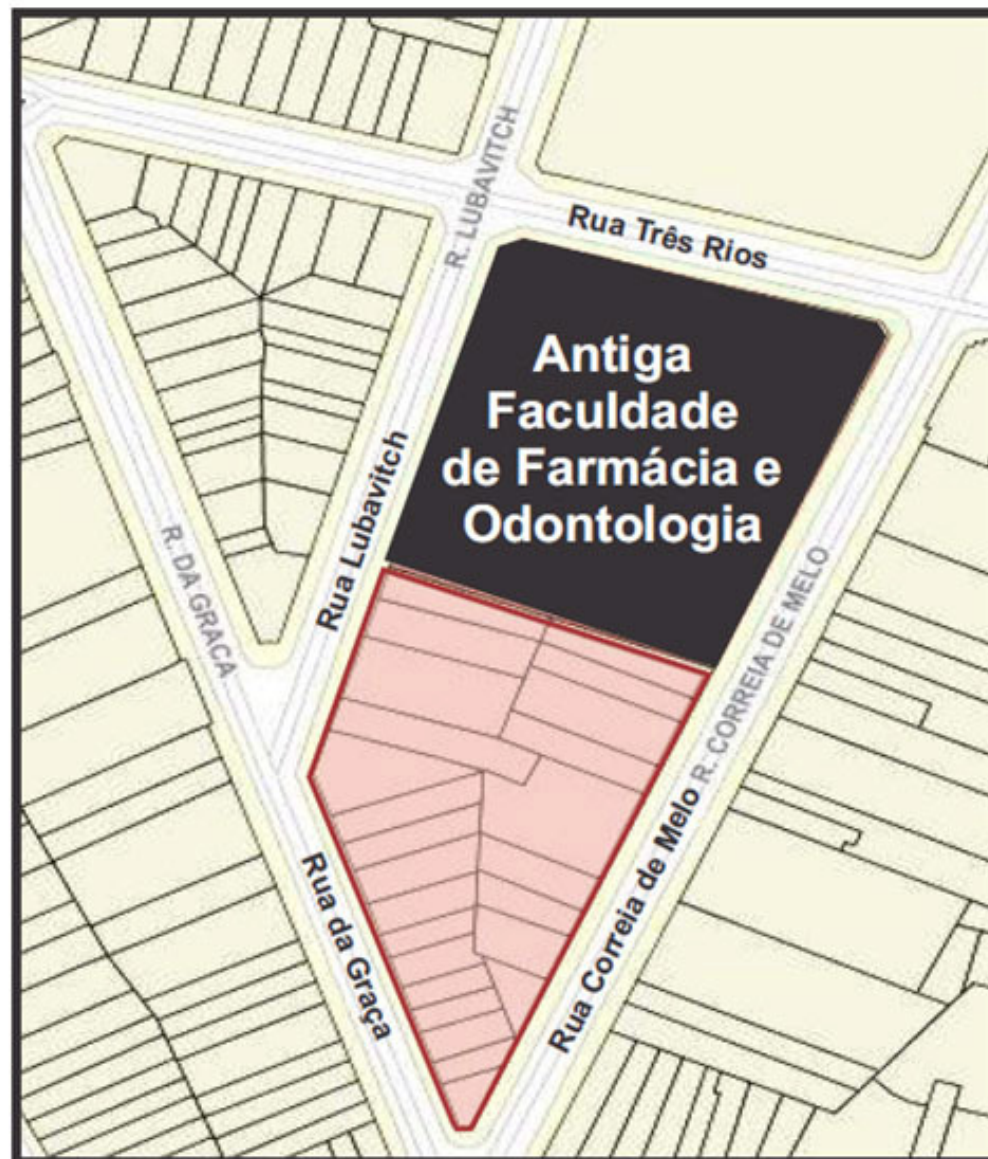 R. LUBAVITCH
Rua Três Rios
Antiga
Faculdade
de Farmácia e
Odontologia
Rua Lubavitch
R. DA GRACA
R. CORREIA DE MELO
Rua da Graça
Rua Correia de Melo